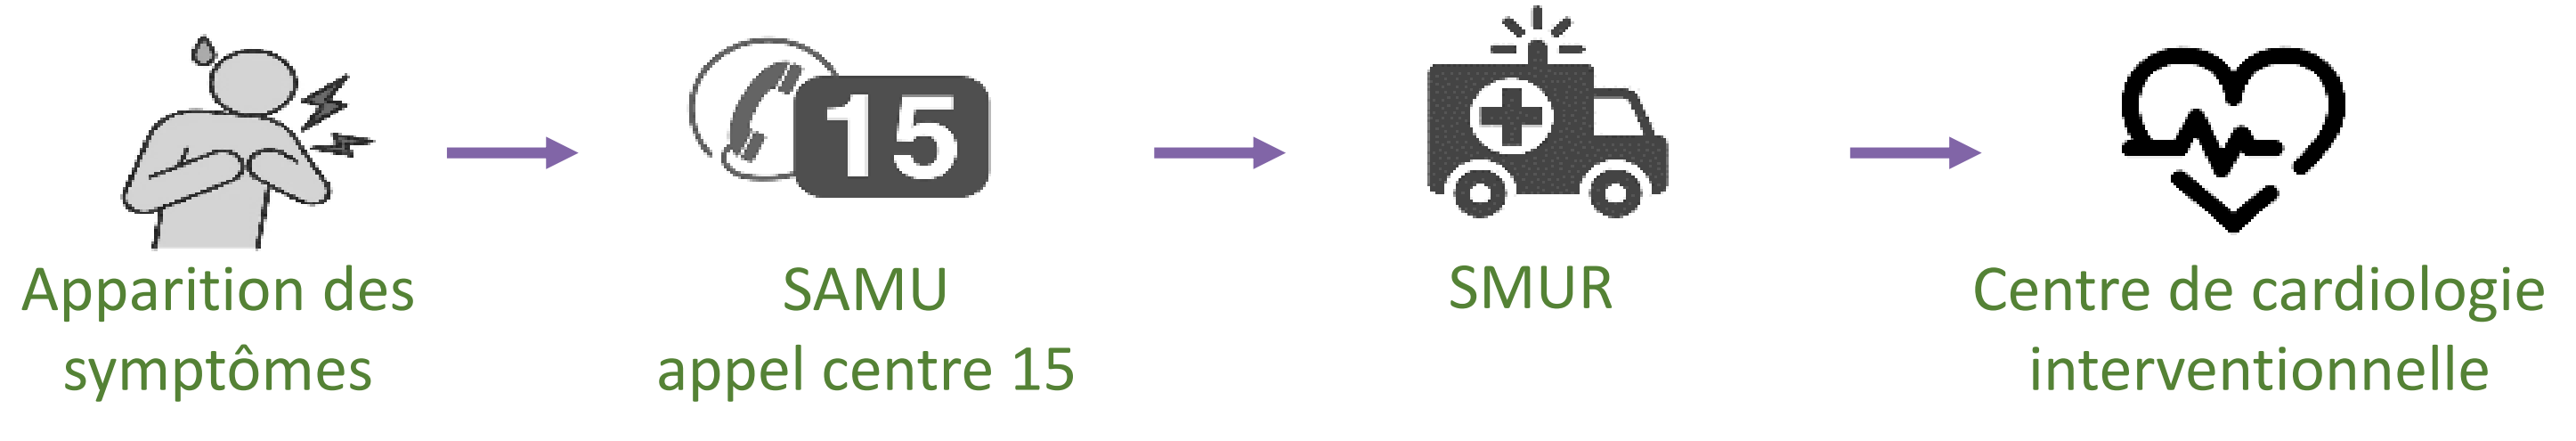 15
Apparition des
symptômes
SAMU
appel centre 15
SMUR
Centre de cardiologie
interventionnelle